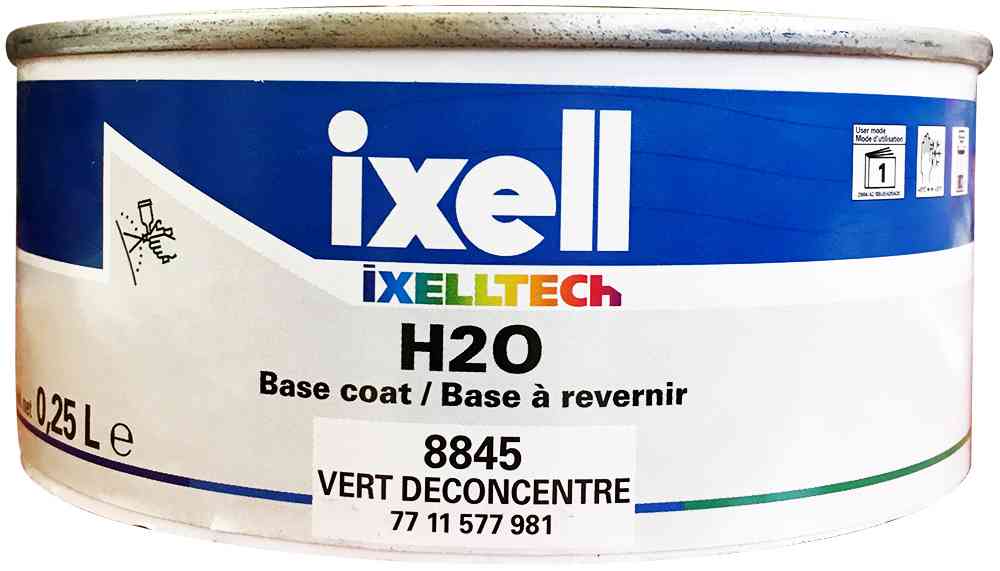 ixell
User mode
Mode d'utilisation
1
iXELLTECh
H2O
Base coat / Base à revernir
net 0,25 L e
8845
VERT DECONCENTRE
77 11 577 981